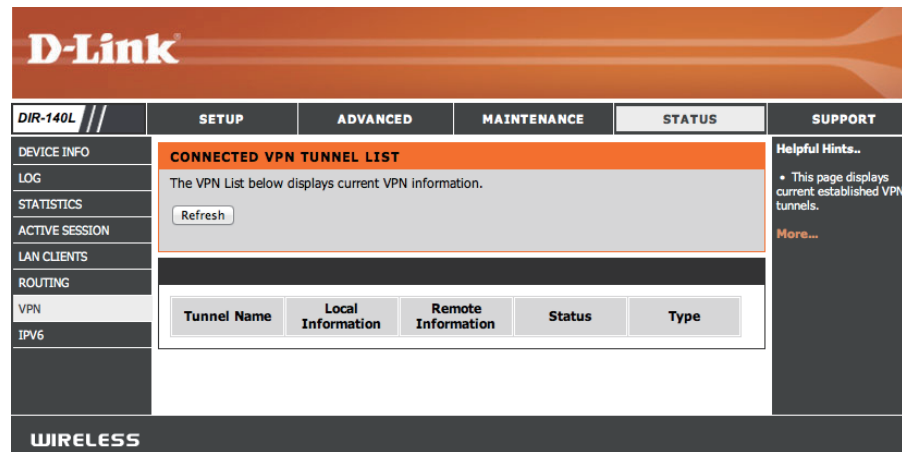 D-Link®
DIR-140L // SETUP ADVANCED MAINTENANCE STATUS SUPPORT
DEVICE INFO
LOG
STATISTICS
ACTIVE SESSION
LAN CLIENTS
ROUTING
VPN
IPV6
CONNECTED VPN TUNNEL LIST
The VPN List below displays current VPN information.
Refresh
Tunnel Name Local Information Remote Information Status Type
Helpful Hints..
• This page displays
current established VPN
tunnels.
More...
WIRELESS